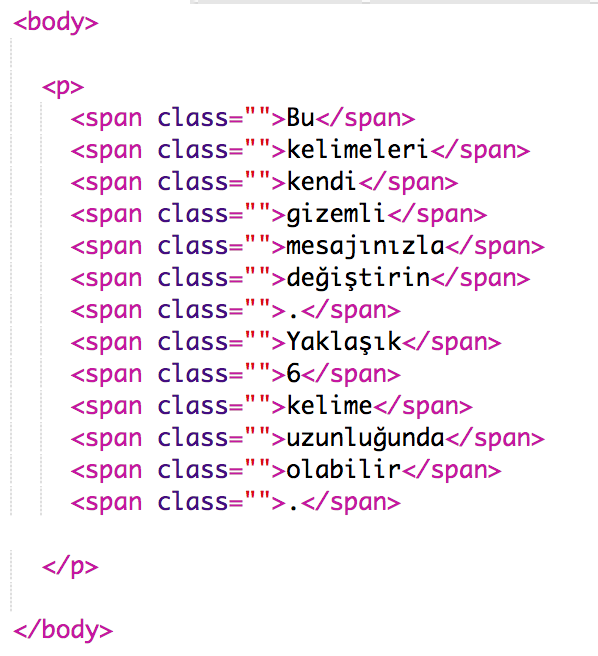 <body>
<p>
<span class="">Bu</span>
<span class="">kelimeleri</span>
<span class="">kendi</span>
<span class="">gizemli</span>
<span class="">mesajınızla</span>
<span class="">değiştirin</span>
<span class="">.</span>
<span class="">Yaklaşık</span>
<span class="">6</span>
<span class="">kelime</span>
<span class="">uzunluğunda</span>
<span class="">olabilir</span>
<span class="">.</span>
</p>
</body>